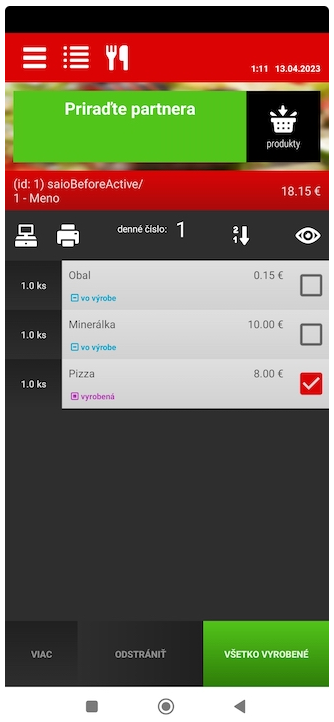 1:11 13.04.2023
Priraďte partnera
produkty
(id: 1) saioBeforeActive/
1 - Meno
18.15 €
denné číslo: 1
2
1
1.0 ks
Obal
0.15 €
vo výrobe
1.0 ks
Minerálka
10.00 €
vo výrobe
1.0 ks
Pizza
8.00 €
vyrobená
VIAC
ODSTRÁNIŤ
VŠETKO VYROBENÉ